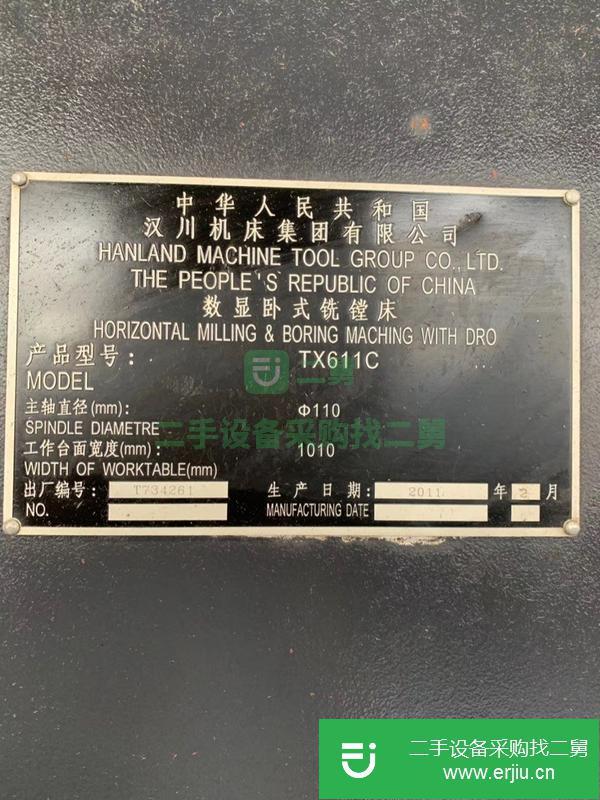 中华人民共和国
汉川机床集团有限公司
HANLAND MACHINE TOOL GROUP CO., LTD.
THE PEOPLE'S REPUBLIC OF CHINA
数显卧式铣镗床
HORIZONTAL MILLING & BORING MACHING WITH DRO
产品型号: TX611C
MODEL
二舅
主轴直径(mm): Φ110
SPINDLE DIAMETRE
二手设备采购找二舅
工作台面宽度(mm): 1010
WIDTH OF WORKTABLE(mm)
出厂编号: T734261 生产日期: 2011 年 2 月
NO. MANUFACTURING DATE
二手设备采购找二舅
www.erjiu.cn